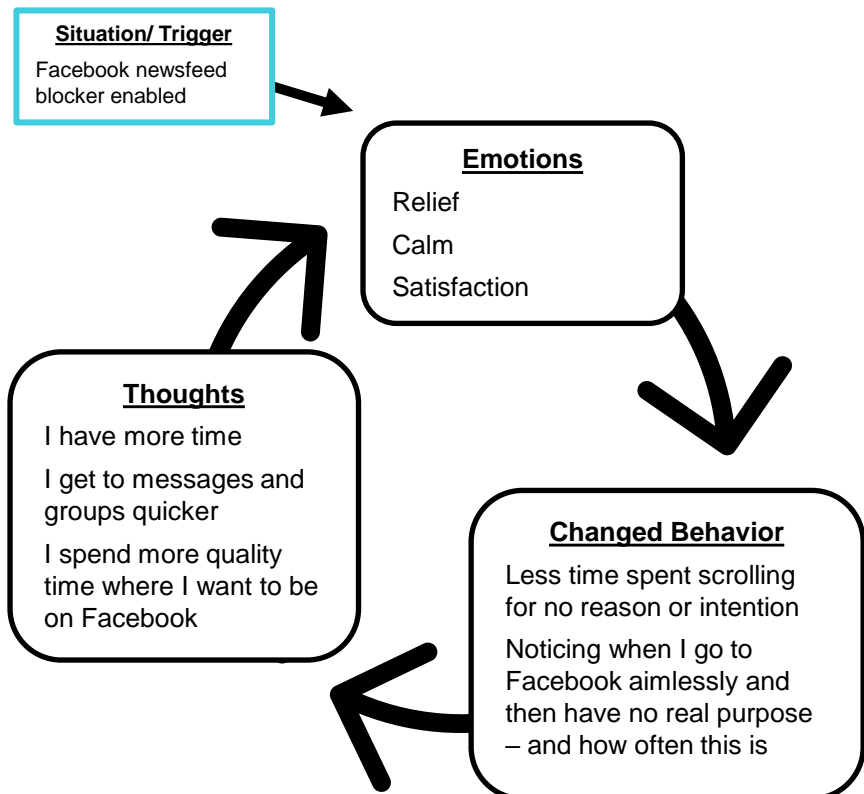 Situation/ Trigger
Facebook newsfeed
blocker enabled
Emotions
Relief
Calm
Satisfaction
Thoughts
I have more time
I get to messages and
groups quicker
I spend more quality
time where I want to be
on Facebook
Changed Behavior
Less time spent scrolling
for no reason or intention
Noticing when I go to
Facebook aimlessly and
then have no real purpose
– and how often this is